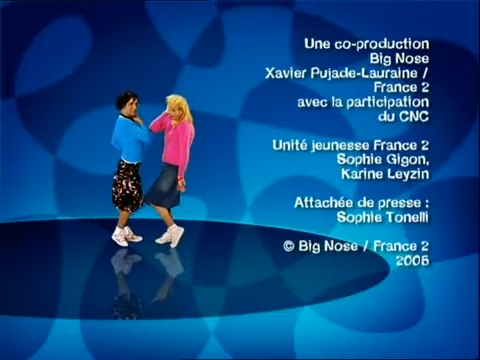 Une co-production
Big Nose
Xavier Pujade-Lauraine /
France 2
avec la participation
du CNC
Unité jeunesse France 2
Sophie Gigon,
Karine Leyzin
Attachée de presse :
Sophie Tonelli
© Big Nose / France 2
2005